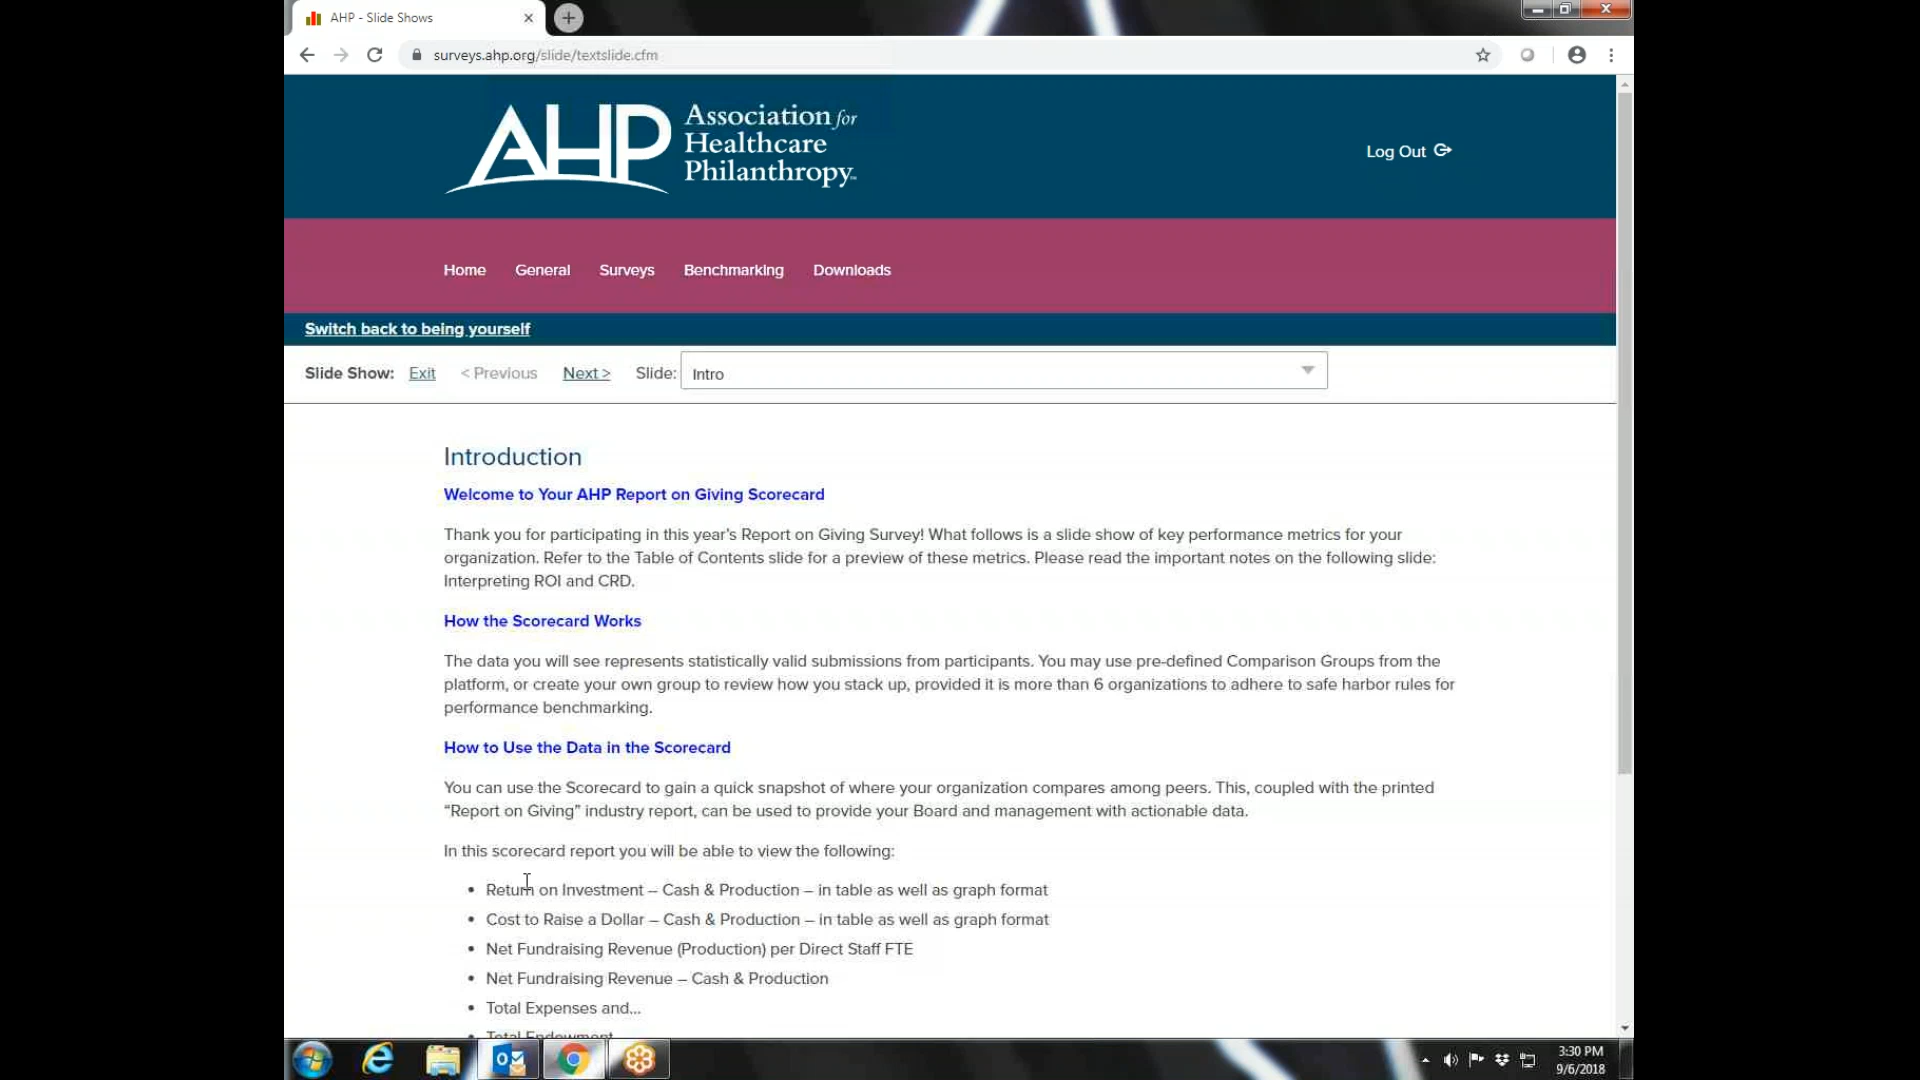 AHP - Slide Shows
surveys.ahp.org/slide/textslide.cfm
AHP
Association for
Healthcare
Philanthropy
Log Out
Home General Surveys Benchmarking Downloads
Switch back to being yourself
Slide Show: Exit < Previous Next > Slide: Intro
Introduction
Welcome to Your AHP Report on Giving Scorecard
Thank you for participating in this year’s Report on Giving Survey! What follows is a slide show of key performance metrics for your
organization. Refer to the Table of Contents slide for a preview of these metrics. Please read the important notes on the following slide:
Interpreting ROI and CRD.
How the Scorecard Works
The data you will see represents statistically valid submissions from participants. You may use pre-defined Comparison Groups from the
platform, or create your own group to review how you stack up, provided it is more than 6 organizations to adhere to safe harbor rules for
performance benchmarking.
How to Use the Data in the Scorecard
You can use the Scorecard to gain a quick snapshot of where your organization compares among peers. This, coupled with the printed
“Report on Giving” industry report, can be used to provide your Board and management with actionable data.
In this scorecard report you will be able to view the following:
• Return on Investment – Cash & Production – in table as well as graph format
• Cost to Raise a Dollar – Cash & Production – in table as well as graph format
• Net Fundraising Revenue (Production) per Direct Staff FTE
• Net Fundraising Revenue – Cash & Production
• Total Expenses and...
• Total Endowment
3:30 PM
9/6/2018